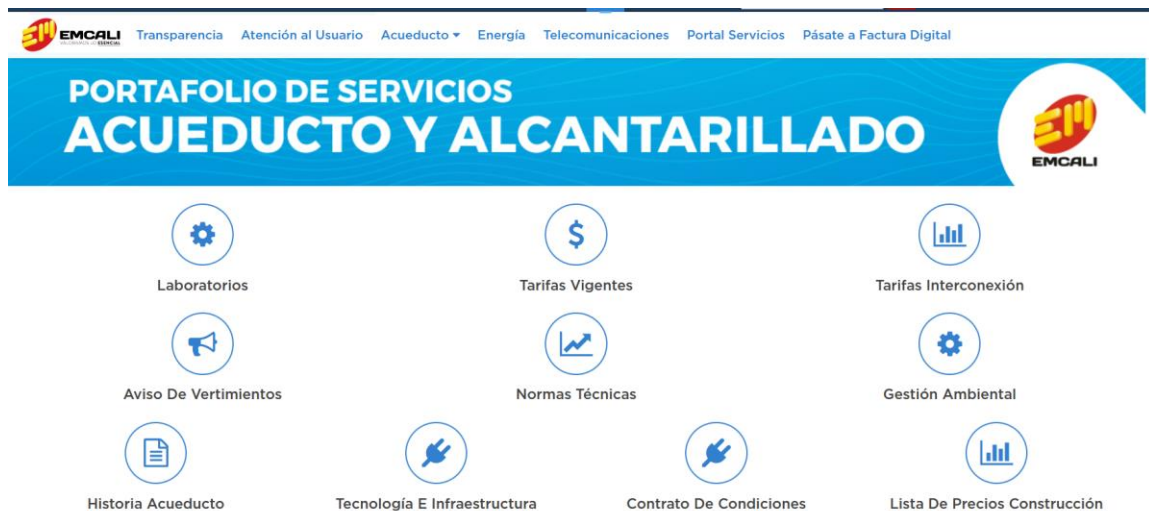 EMCALI Transparencia Atención al Usuario Acueducto Energía Telecomunicaciones Portal Servicios Pásate a Factura Digital
PORTAFOLIO DE SERVICIOS
ACUEDUCTO Y ALCANTARILLADO
EMCALI
Laboratorios Tarifas Vigentes Tarifas Interconexión
Aviso De Vertimientos Normas Técnicas Gestión Ambiental
Historia Acueducto Tecnología E Infraestructura Contrato De Condiciones Lista De Precios Construcción